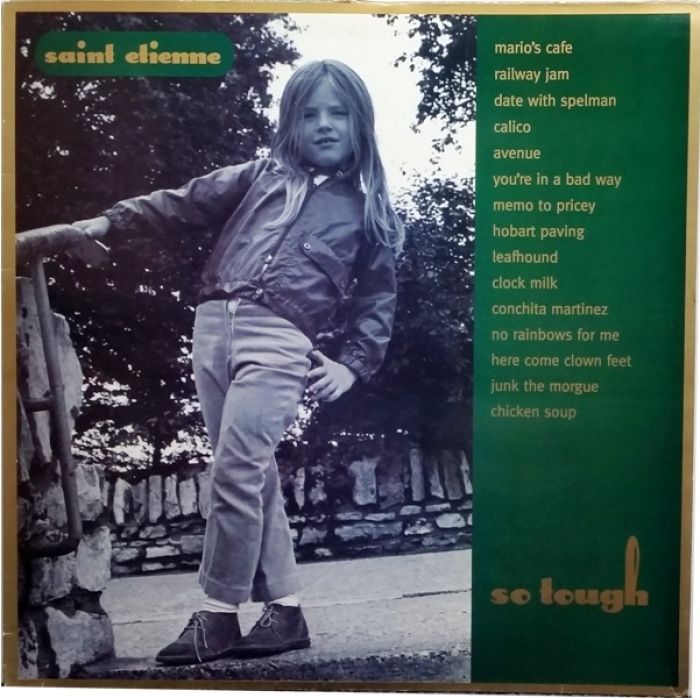 saint etienne
mario's cafe
railway jam
date with spelman
calico
avenue
you're in a bad way
memo to pricey
hobart paving
leafhound
clock milk
conchita martinez
no rainbows for me
here come clown feet
junk the morgue
chicken soup
so tough